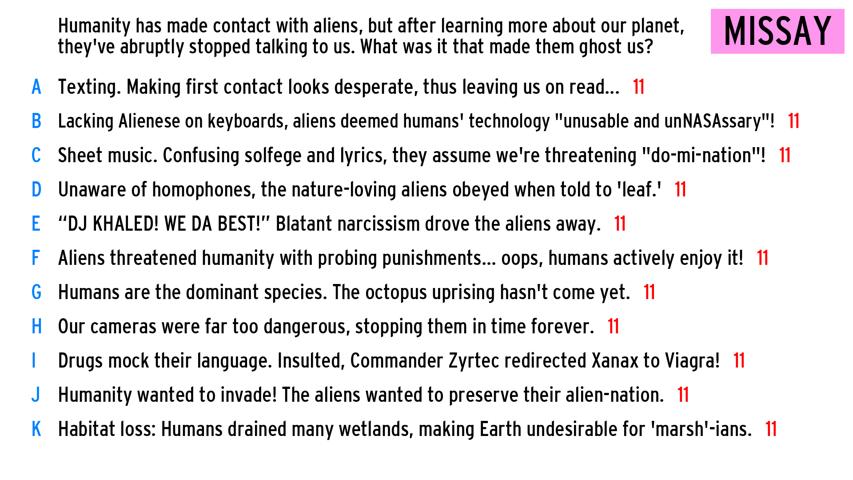 Humanity has made contact with aliens, but after learning more about our planet,
they've abruptly stopped talking to us. What was it that made them ghost us?
MISSAY
A Texting. Making first contact looks desperate, thus leaving us on read... 11
B Lacking Alienese on keyboards, aliens deemed humans' technology "unusable and unNASAssary"! 11
C Sheet music. Confusing solfege and lyrics, they assume we're threatening "do-mi-nation"! 11
D Unaware of homophones, the nature-loving aliens obeyed when told to 'leaf.' 11
E “DJ KHALED! WE DA BEST!” Blatant narcissism drove the aliens away. 11
F Aliens threatened humanity with probing punishments... oops, humans actively enjoy it! 11
G Humans are the dominant species. The octopus uprising hasn't come yet. 11
H Our cameras were far too dangerous, stopping them in time forever. 11
I Drugs mock their language. Insulted, Commander Zyrtec redirected Xanax to Viagra! 11
J Humanity wanted to invade! The aliens wanted to preserve their alien-nation. 11
K Habitat loss: Humans drained many wetlands, making Earth undesirable for 'marsh'-ians. 11